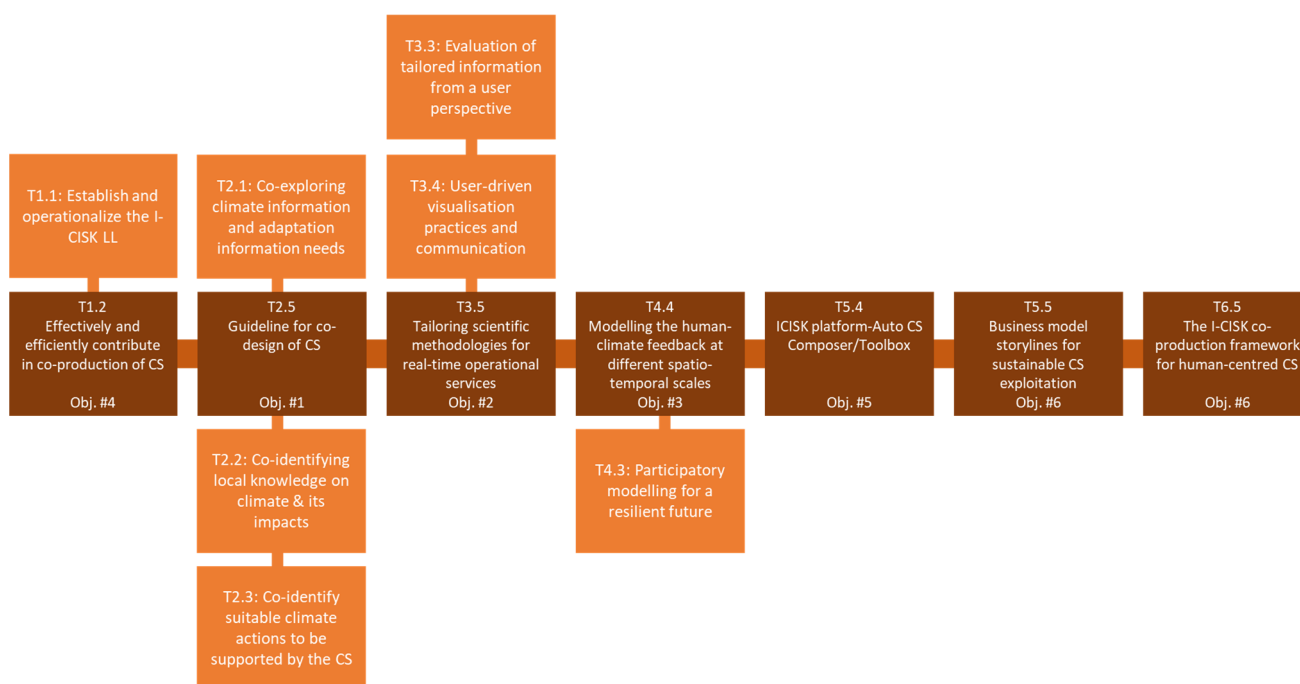 T3.3: Evaluation of
tailored information
from a user
perspective
T1.1: Establish and
operationalize the I-
CISK LL
T2.1: Co-exploring
climate information
and adaptation
information needs
T3.4: User-driven
visualisation
practices and
communication
T1.2
Effectively and
efficiently contribute
in co-production of CS
Obj. #4
T2.5
Guideline for co-
design of CS
Obj. #1
T3.5
Tailoring scientific
methodologies for
real-time operational
services
Obj. #2
T4.4
Modelling the human-
climate feedback at
different spatio-
temporal scales
Obj. #3
T5.4
ICISK platform-Auto CS
Composer/Toolbox
Obj. #5
T5.5
Business model
storylines for
sustainable CS
exploitation
Obj. #6
T6.5
The I-CISK co-
production framework
for human-centred CS
Obj. #6
T2.2: Co-identifying
local knowledge on
climate & its
impacts
T4.3: Participatory
modelling for a
resilient future
T2.3: Co-identify
suitable climate
actions to be
supported by the CS